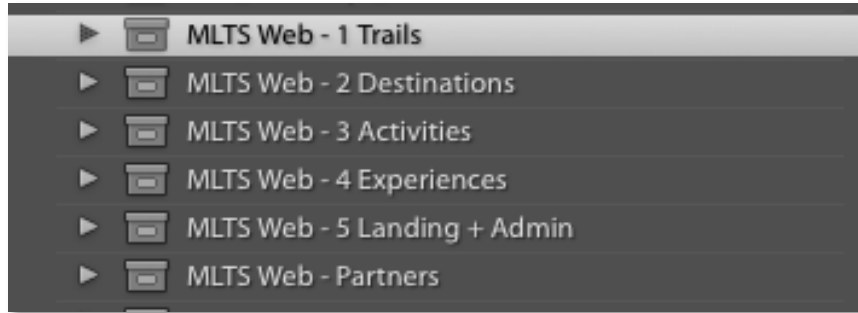 MLTS Web - 1 Trails
MLTS Web - 2 Destinations
MLTS Web - 3 Activities
MLTS Web - 4 Experiences
MLTS Web - 5 Landing + Admin
MLTS Web - Partners